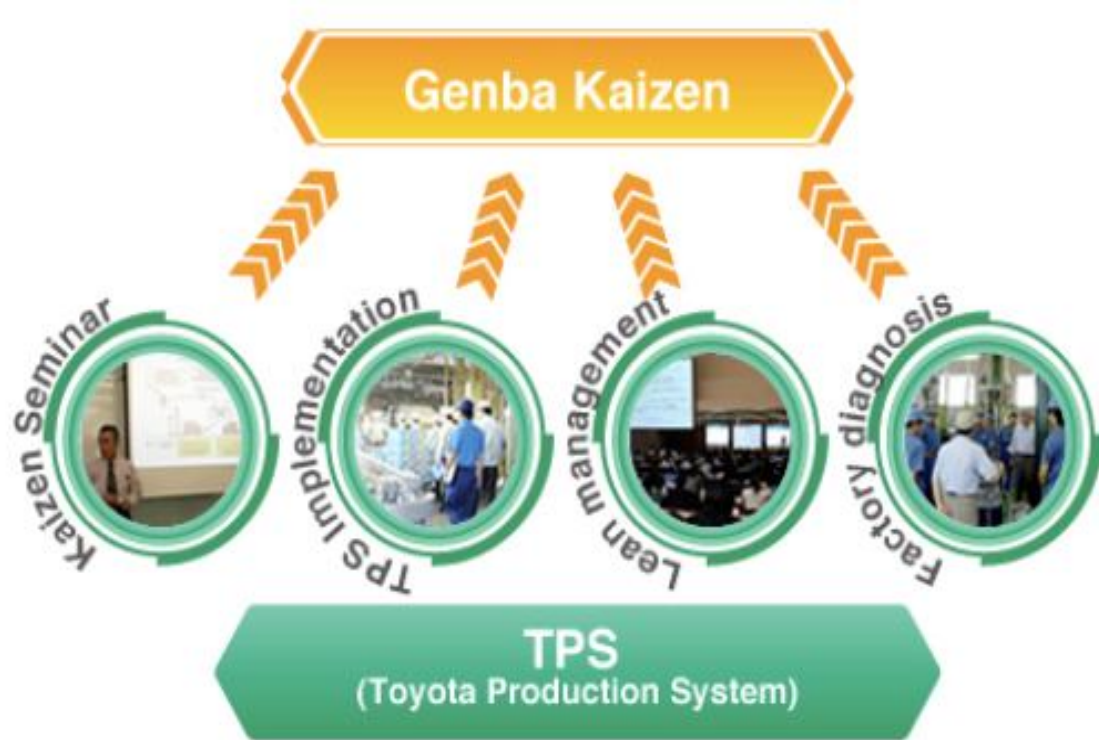 Genba Kaizen
Kaizen Seminar
TPS Implementation
Lean management
Factory diagnosis
TPS
(Toyota Production System)